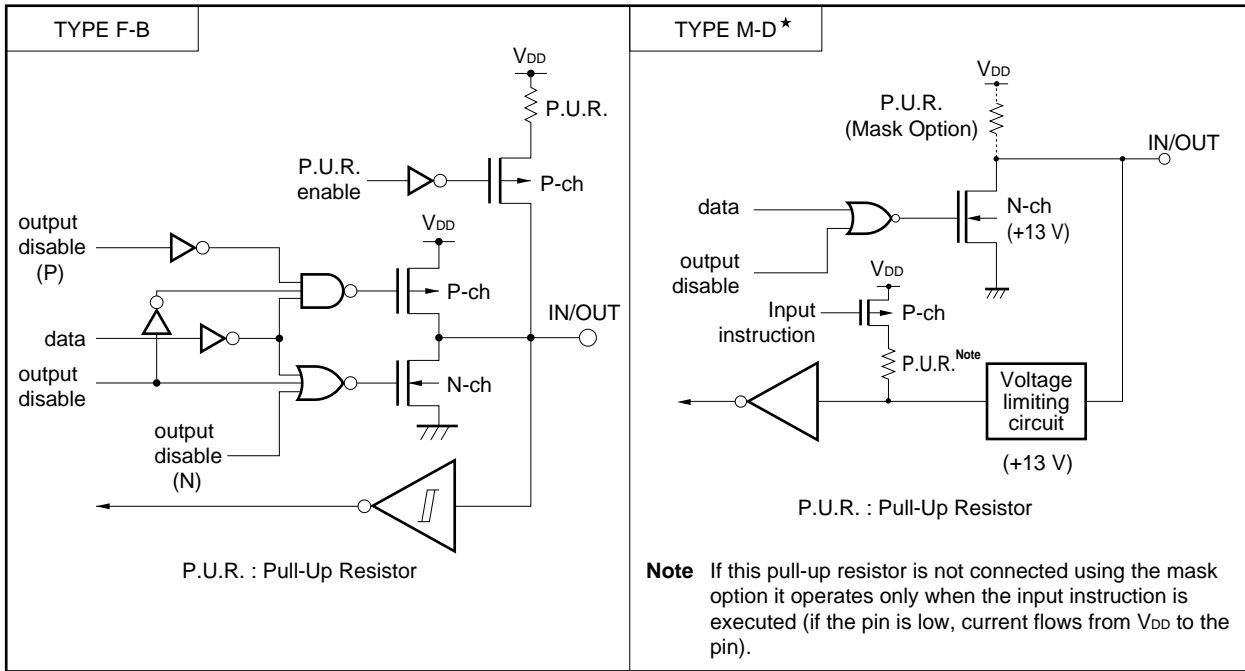 TYPE F-B
VDD
P.U.R.
P.U.R.
enable
P-ch
output
disable
(P)
VDD
P-ch
IN/OUT
data
output
disable
N-ch
output
disable
(N)
P.U.R. : Pull-Up Resistor
TYPE M-D★
VDD
P.U.R.
(Mask Option)
IN/OUT
data
N-ch
(+13 V)
output
disable
VDD
Input
instruction
P-ch
P.U.R.Note
Voltage
limiting
circuit
(+13 V)
P.U.R. : Pull-Up Resistor
Note If this pull-up resistor is not connected using the mask
option it operates only when the input instruction is
executed (if the pin is low, current flows from VDD to the
pin).